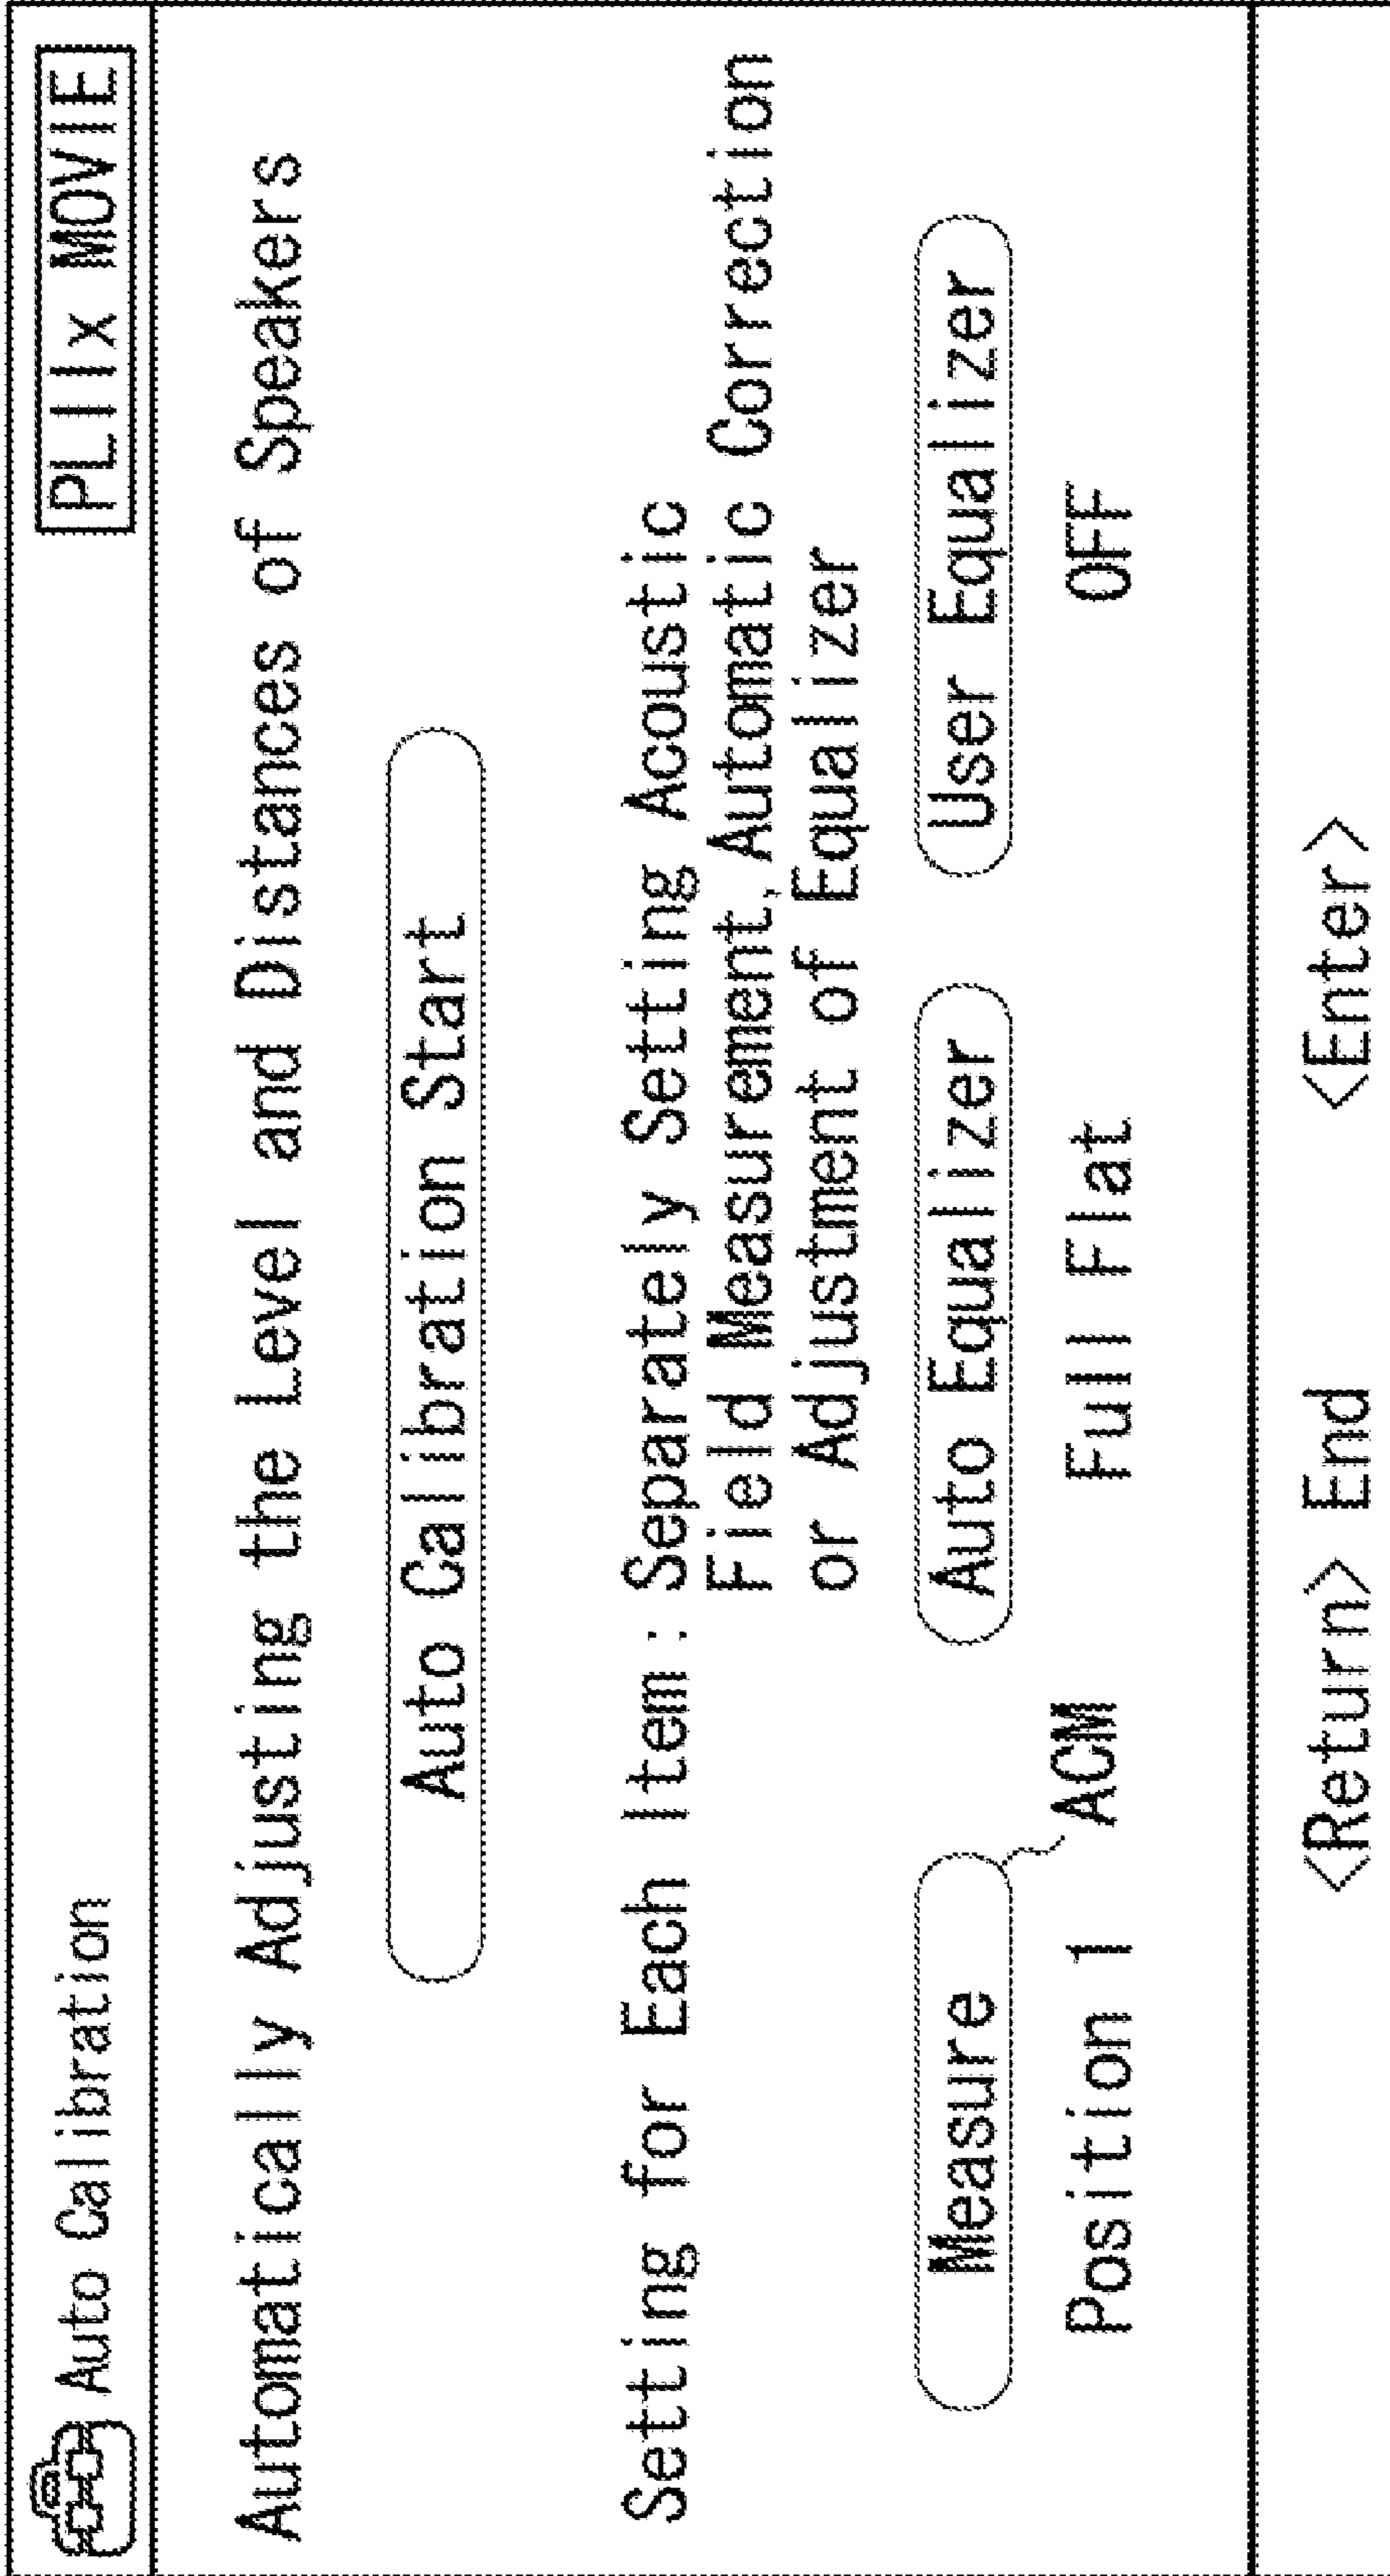 Auto Calibration
PLIIx MOVIE
Automatically Adjusting the Level and Distances of Speakers
Auto Calibration Start
Setting for Each Item: Separately Setting Acoustic
Field Measurement, Automatic Correction
or Adjustment of Equalizer
Measure
Auto Equalizer
User Equalizer
ACM
Position 1
Full Flat
OFF
<Return> End
<Enter>